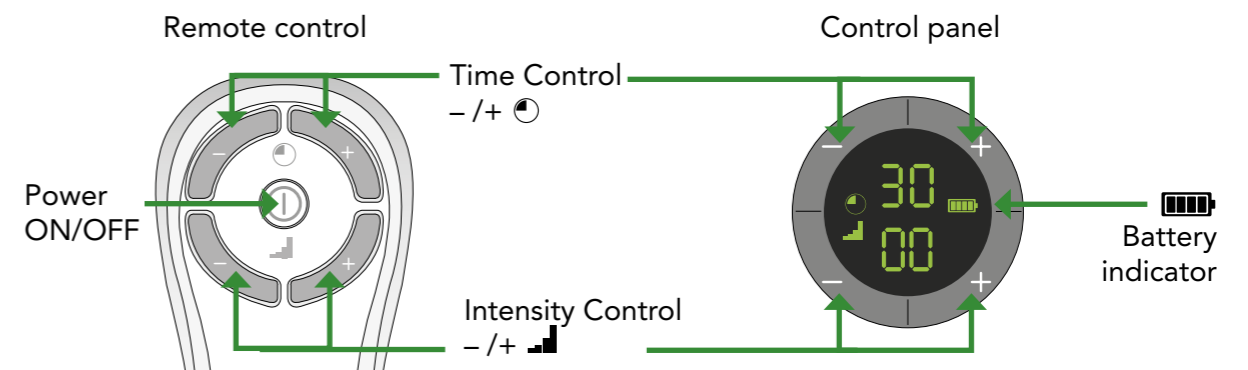 Remote control
Control panel
Time Control
– /+
Power
ON/OFF
– +
– +
– +
30
00
– +
Battery
indicator
Intensity Control
– /+